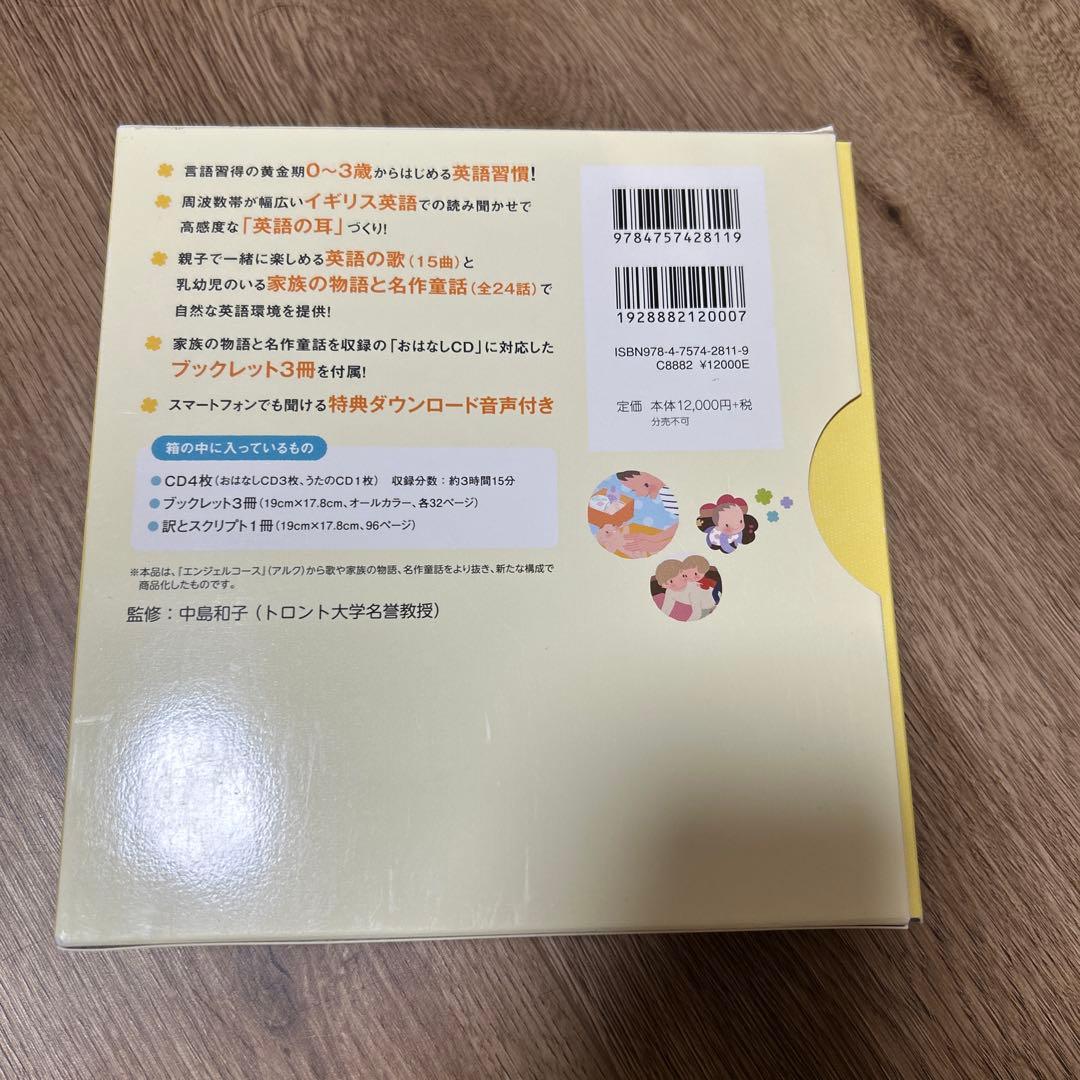 言語習得の黄金期0〜3歳からはじめる英語習慣!
周波数帯が幅広いイギリス英語での読み聞かせで
高感度な「英語の耳」づくり!
親子で一緒に楽しめる英語の歌(15曲)と
乳幼児のいる家族の物語と名作童話(全24話)で
自然な英語環境を提供!
家族の物語と名作童話を収録の「おはなしCD」に対応した
ブックレット3冊を付属!
スマートフォンでも聞ける特典ダウンロード音声付き
箱の中に入っているもの
●CD4枚(おはなしCD3枚、うたのCD1枚) 収録分数:約3時間15分
●ブックレット3冊(19cm×17.8cm、オールカラー、各32ページ)
●訳とスクリプト1冊(19cm×17.8cm、96ページ)
※本品は、『エンジェルコース』(アルク)から歌や家族の物語、名作童話をより抜き、新たな構成で
商品化したものです。
監修:中島和子(トロント大学名誉教授)
9784757428119
1928882120007
ISBN978-4-7574-2811-9
C8882 ¥12000E
定価 本体12,000円+税
分売不可